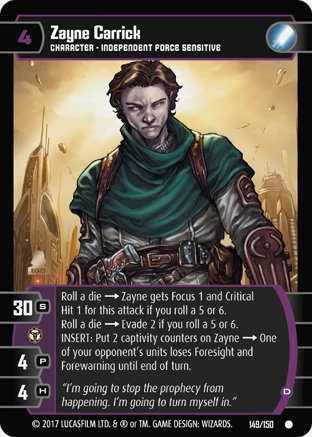 4
Zayne Carrick
CHARACTER - INDEPENDENT FORCE SENSITIVE
30 S
4 P
4 H
Roll a die → Zayne gets Focus 1 and Critical
Hit 1 for this attack if you roll a 5 or 6.
Roll a die → Evade 2 if you roll a 5 or 6.
INSERT: Put 2 captivity counters on Zayne → One
of your opponent's units loses Foresight and
Forewarning until end of turn.
"I'm going to stop the prophecy from
happening. I'm going to turn myself in."
D
© 2017 LUCASFILM LTD. & ® or TM. GAME DESIGN: WIZARDS. 149/150